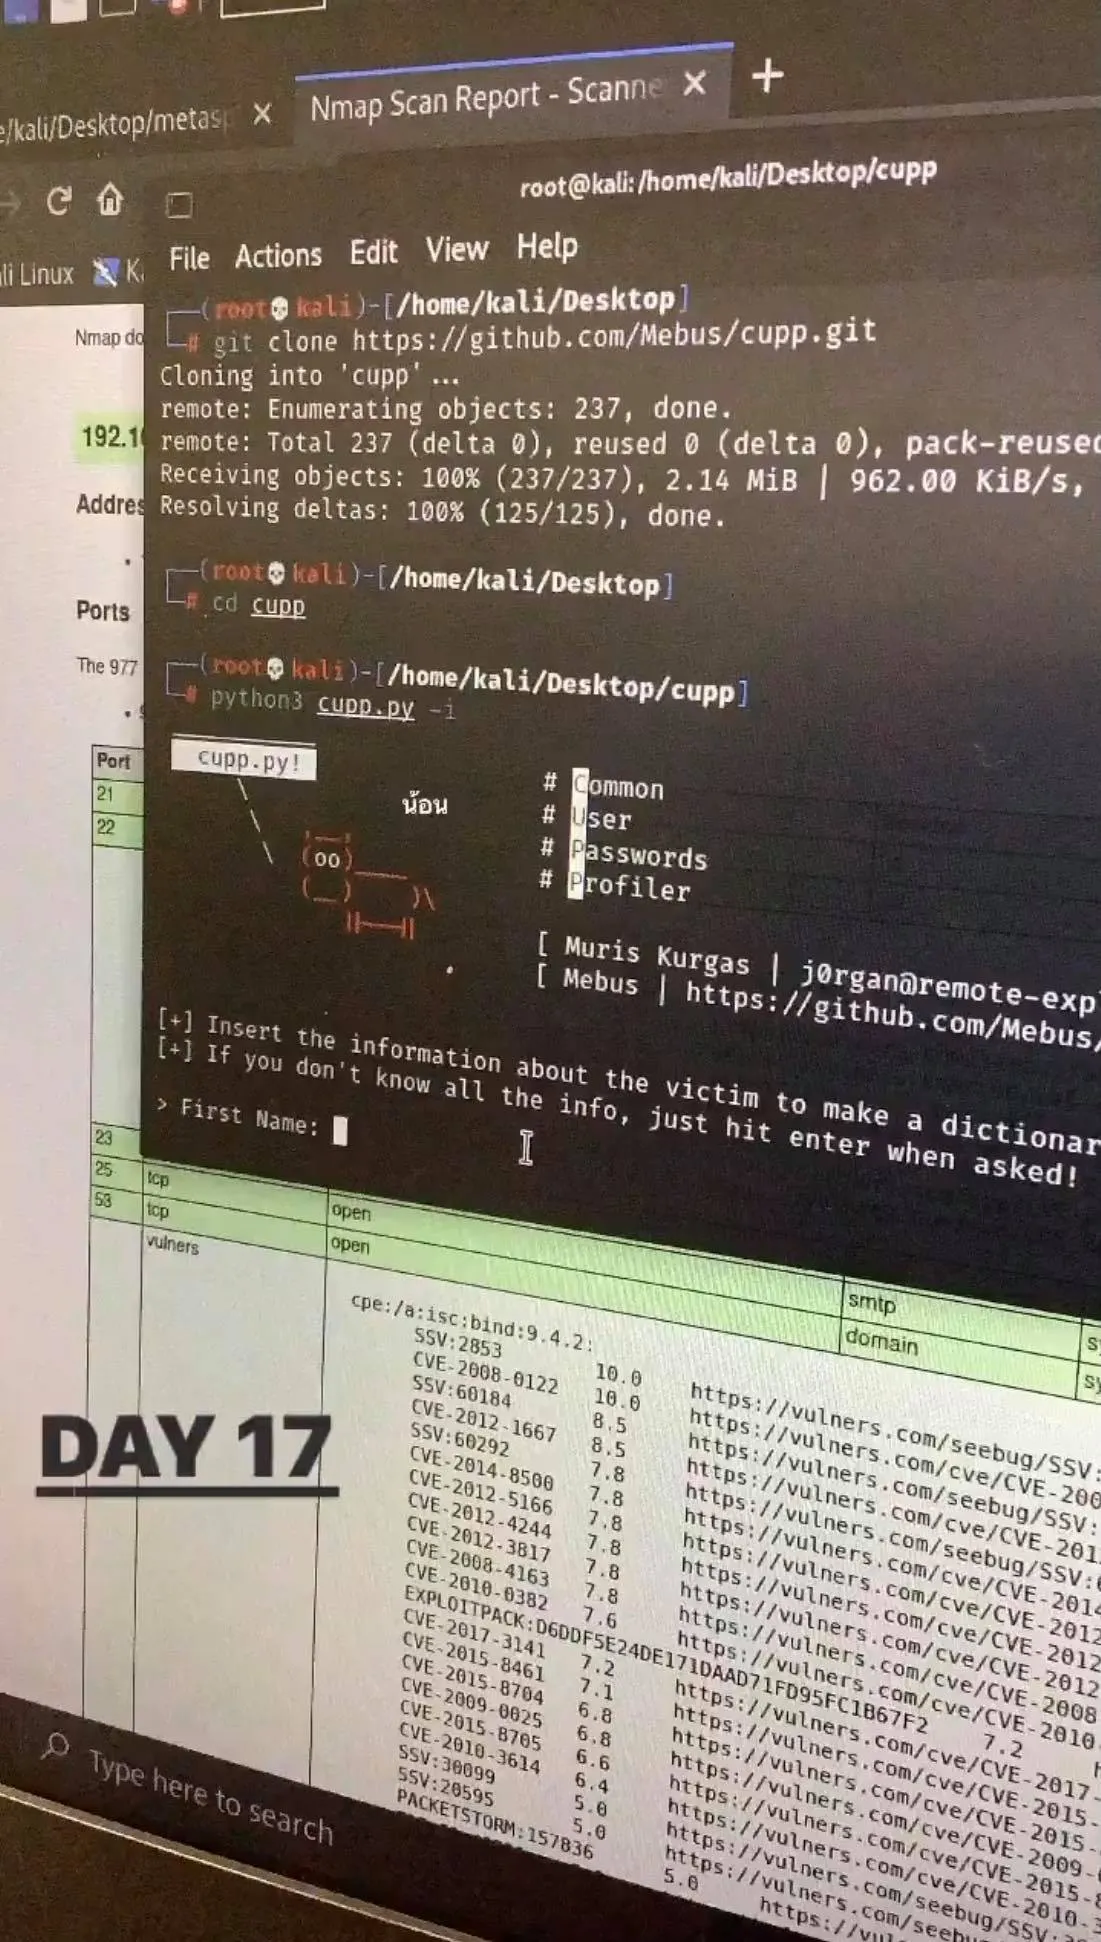 /kali/Desktop/metasp
Nmap Scan Report - Scanne
root@kali:/home/kali/Desktop/cupp
File Actions Edit View Help
li Linux
(root💀kali)-[/home/kali/Desktop]
# git clone https://github.com/Mebus/cupp.git
Cloning into 'cupp'...
remote: Enumerating objects: 237, done.
remote: Total 237 (delta 0), reused 0 (delta 0), pack-reused
Receiving objects: 100% (237/237), 2.14 MiB | 962.00 KiB/s,
Resolving deltas: 100% (125/125), done.
(root💀kali)-[/home/kali/Desktop]
# cd cupp
(root💀kali)-[/home/kali/Desktop/cupp]
# python3 cupp.py -i
cupp.py!
น้อน
# Common
# User
# Passwords
# Profiler
(oo)
[ Muris Kurgas | j0rgan@remote-expl
[ Mebus | https://github.com/Mebus/
[+] Insert the information about the victim to make a dictionar
[+] If you don't know all the info, just hit enter when asked!
> First Name:
Nmap do
192.1
Addres
Ports
The 977
Port
21
22
23
25 tcp open smtp
53 tcp open domain
vulners
cpe:/a:isc:bind:9.4.2:
SSV:2853 10.0 https://vulners.com/seebug/SSV:
CVE-2008-0122 10.0 https://vulners.com/cve/CVE-200
SSV:60184 8.5 https://vulners.com/seebug/SSV:
CVE-2012-1667 8.5 https://vulners.com/cve/CVE-201
SSV:60292 7.8 https://vulners.com/seebug/SSV:
CVE-2014-8500 7.8 https://vulners.com/cve/CVE-2014
CVE-2012-5166 7.8 https://vulners.com/cve/CVE-2012
CVE-2012-4244 7.8 https://vulners.com/cve/CVE-2012
CVE-2012-3817 7.8 https://vulners.com/cve/CVE-2012
CVE-2008-4163 7.8 https://vulners.com/cve/CVE-2008
CVE-2010-0382 7.6 https://vulners.com/cve/CVE-2010
EXPLOITPACK:D6DDF5E24DE171DAAD71FD95FC1B67F2 7.2
CVE-2017-3141 7.2 https://vulners.com/cve/CVE-2017-
CVE-2015-8461 7.1 https://vulners.com/cve/CVE-2015-
CVE-2015-8704 6.8 https://vulners.com/cve/CVE-2015-
CVE-2009-0025 6.8 https://vulners.com/cve/CVE-2009-
CVE-2015-8705 6.6 https://vulners.com/cve/CVE-2015-8
CVE-2010-3614 6.4 https://vulners.com/cve/CVE-2010-3
SSV:30099 5.0 https://vulners.com/seebug/SSV:
SSV:20595 5.0
PACKETSTORM:157836 5.0
DAY 17
Type here to search